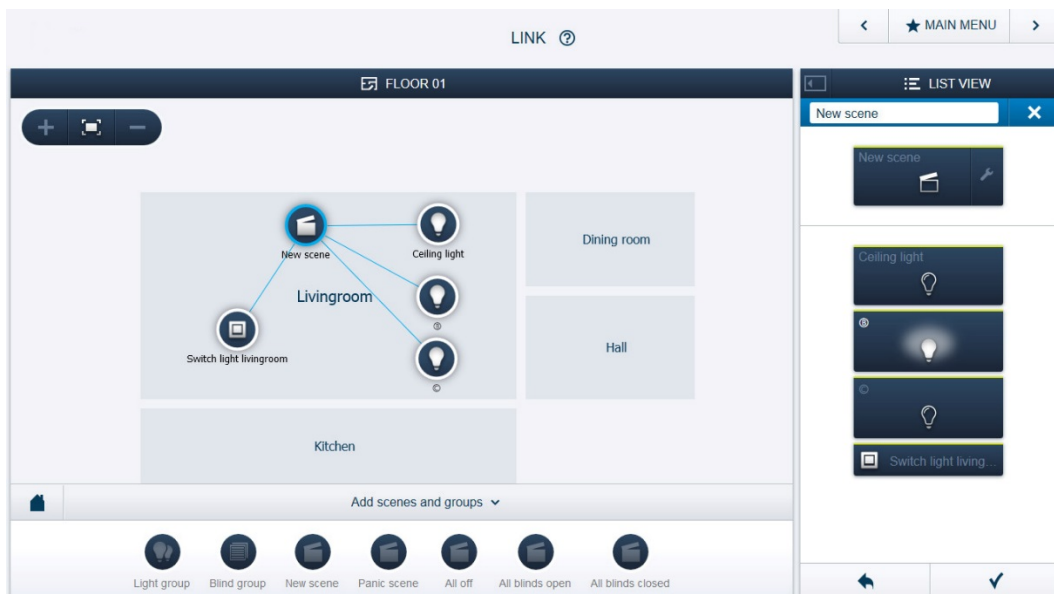 LINK ?
MAIN MENU
FLOOR 01
LIST VIEW
New scene
New scene
Ceiling light
Ⓑ
©
Switch light living...
New scene
Ceiling light
Livingroom
Ⓑ
Switch light livingroom
©
Dining room
Hall
Kitchen
Add scenes and groups
Light group
Blind group
New scene
Panic scene
All off
All blinds open
All blinds closed